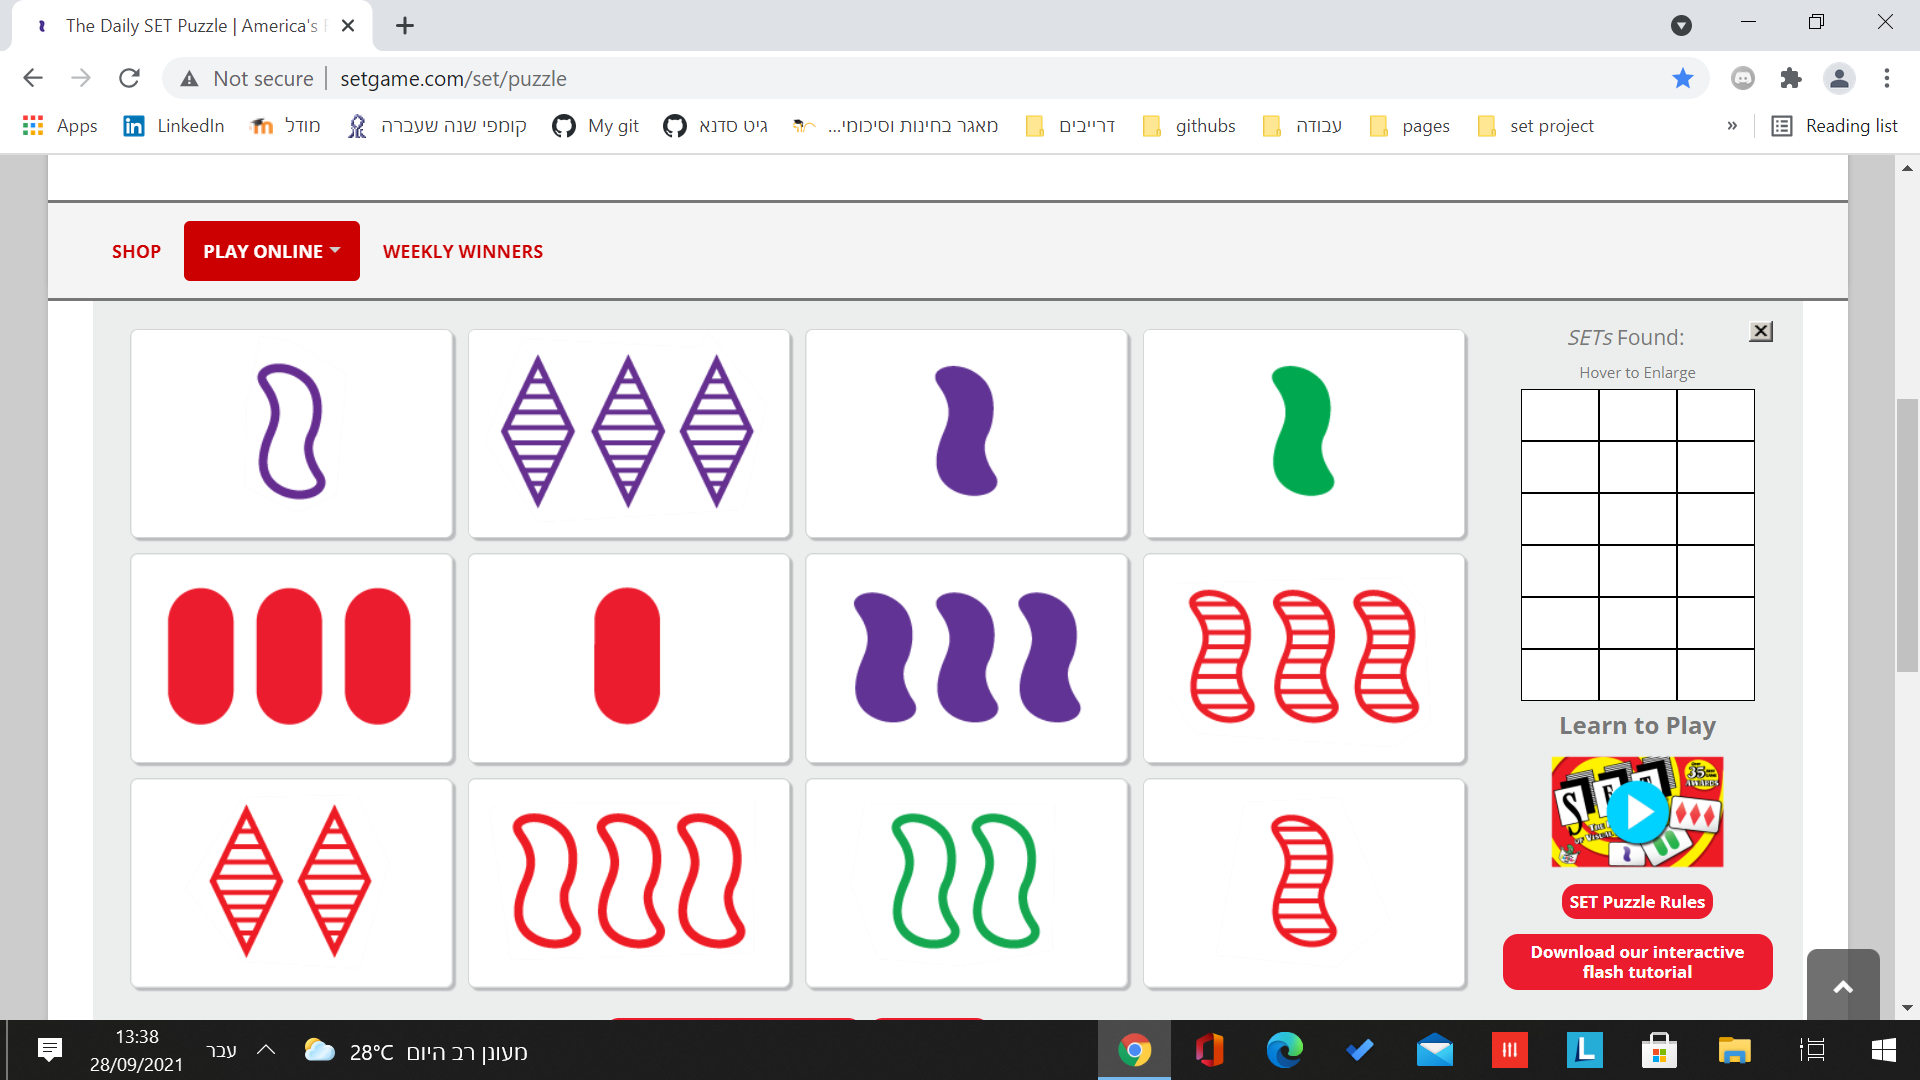 The Daily SET Puzzle | America's
Not secure
setgame.com/set/puzzle
Apps
LinkedIn
מודל
קומפי שנה שעברה
My git
גיט סדנא
מאגר בחינות וסיכומי...
דרייבים
githubs
עבודה
pages
set project
»
Reading list
SHOP
PLAY ONLINE
WEEKLY WINNERS
SETs Found:
Hover to Enlarge
Learn to Play
SET Puzzle Rules
Download our interactive
flash tutorial
13:38
28/09/2021
עבר
28°C מעונן רב היום